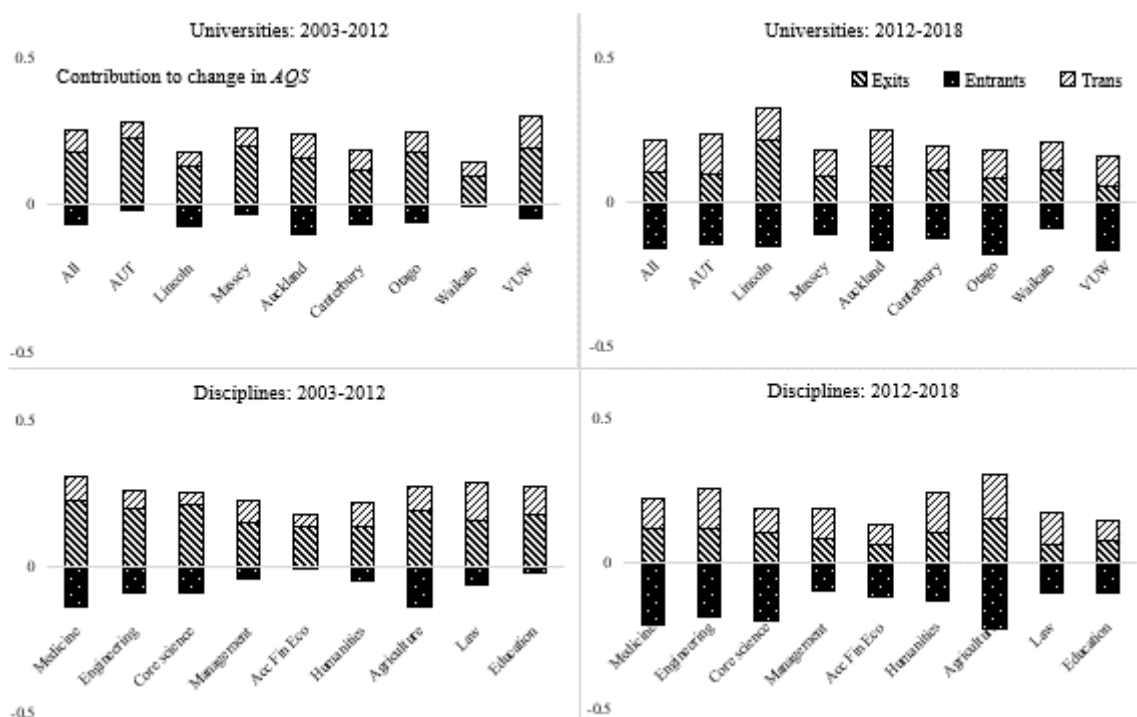 Universities: 2003-2012
0.5
Contribution to change in AQS
0
All AUT Lincoln Massey Auckland Canterbury Otago Waikato VUW
-0.5
Universities: 2012-2018
0.5
Exits Entrants Trans
0
All AUT Lincoln Massey Auckland Canterbury Otago Waikato VUW
-0.5
Disciplines: 2003-2012
0.5
0
Medicine Engineering Core science Management Acc Fin Eco Humanities Agriculture Law Education
-0.5
Disciplines: 2012-2018
0.5
0
Medicine Engineering Core science Management Acc Fin Eco Humanities Agriculture Law Education
-0.5